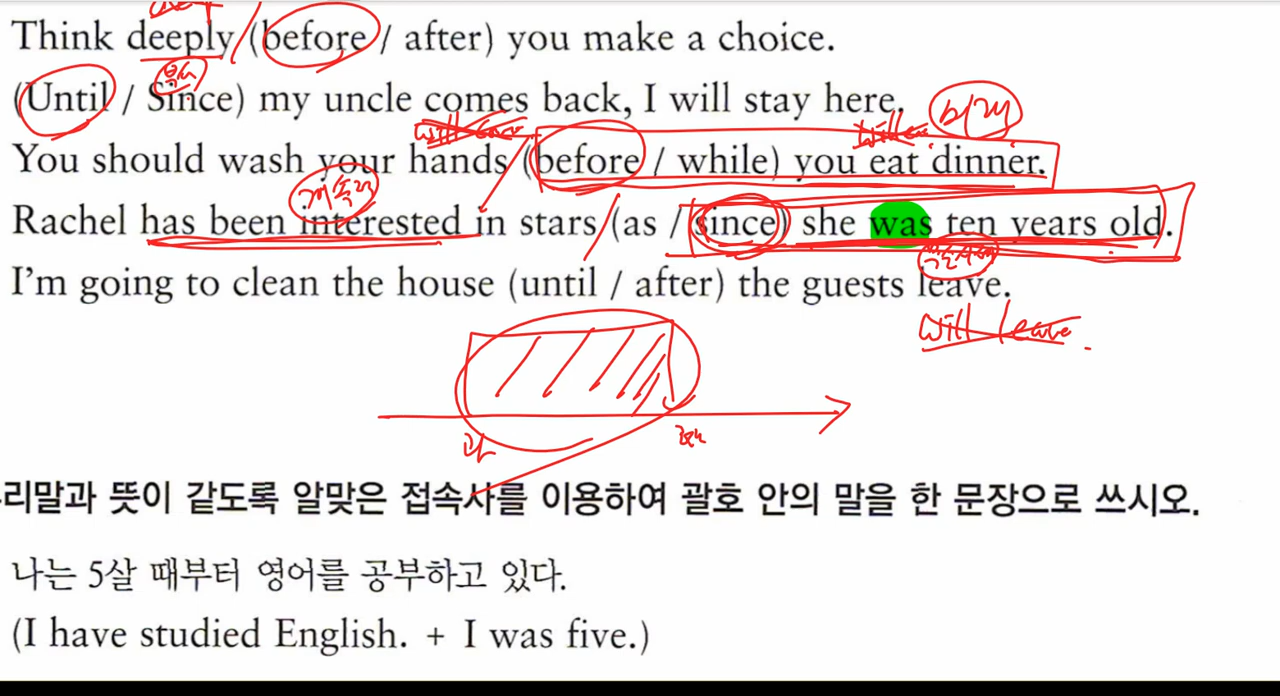 Think deeply (before / after) you make a choice.
(Until / Since) my uncle comes back, I will stay here.
will
You should wash your hands (before / while) you eat dinner.
계속적
Rachel has been interested in stars (as / since) she was ten years old.
I'm going to clean the house (until / after) the guests leave.
will leave
리말과 뜻이 같도록 알맞은 접속사를 이용하여 괄호 안의 말을 한 문장으로 쓰시오.
나는 5살 때부터 영어를 공부하고 있다.
(I have studied English. + I was five.)